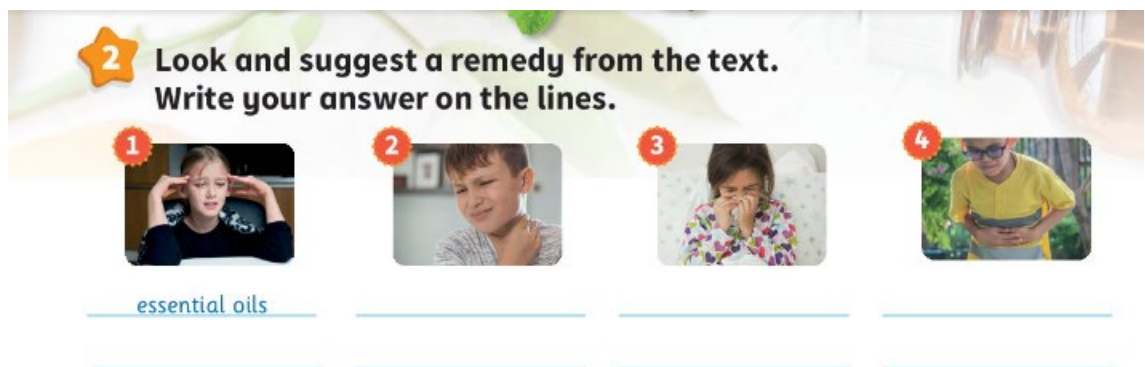 2
Look and suggest a remedy from the text.
Write your answer on the lines.
1
2
3
4
essential oils